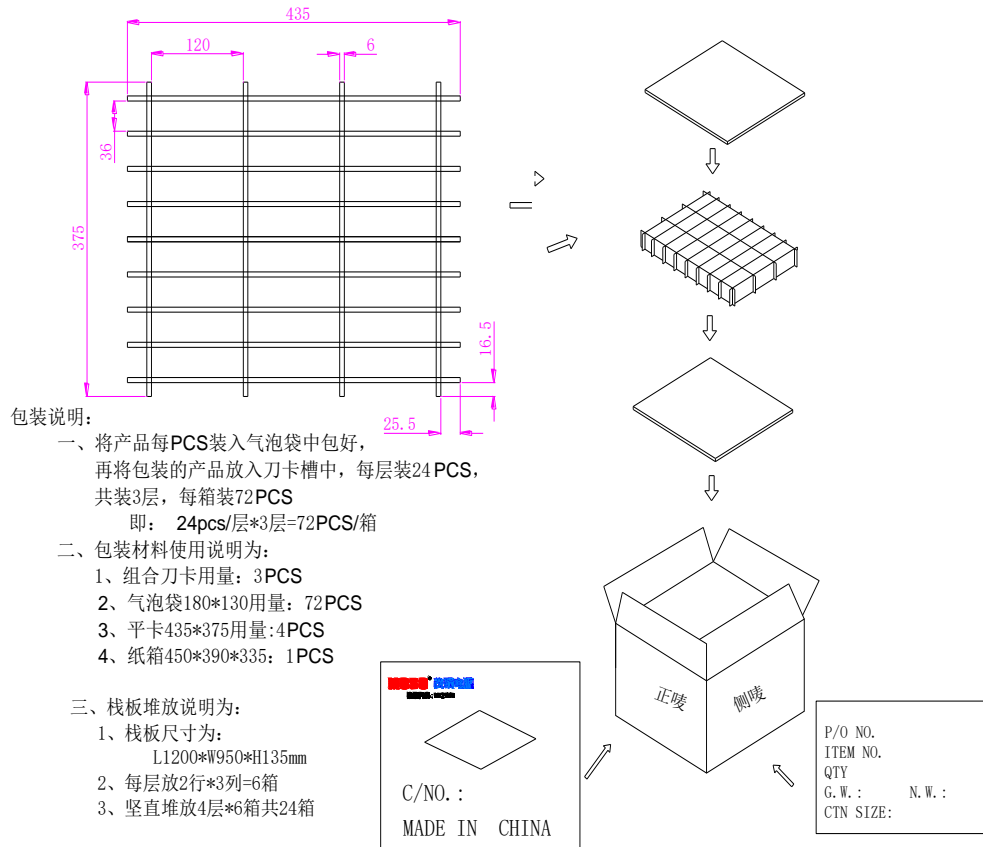 435
120
6
36
375
16.5
25.5
包装说明:
一、将产品每PCS装入气泡袋中包好，
再将包装的产品放入刀卡槽中，每层装24PCS，
共装3层，每箱装72PCS
即： 24pcs/层*3层=72PCS/箱
二、包装材料使用说明为：
1、组合刀卡用量：3PCS
2、气泡袋180*130用量：72PCS
3、平卡435*375用量:4PCS
4、纸箱450*390*335：1PCS
三、栈板堆放说明为：
1、栈板尺寸为：
L1200*W950*H135mm
2、每层放2行*3列=6箱
3、坚直堆放4层*6箱共24箱
正唛
侧唛
C/NO.:
MADE IN CHINA
P/O NO.
ITEM NO.
QTY
G.W.: N.W.:
CTN SIZE: